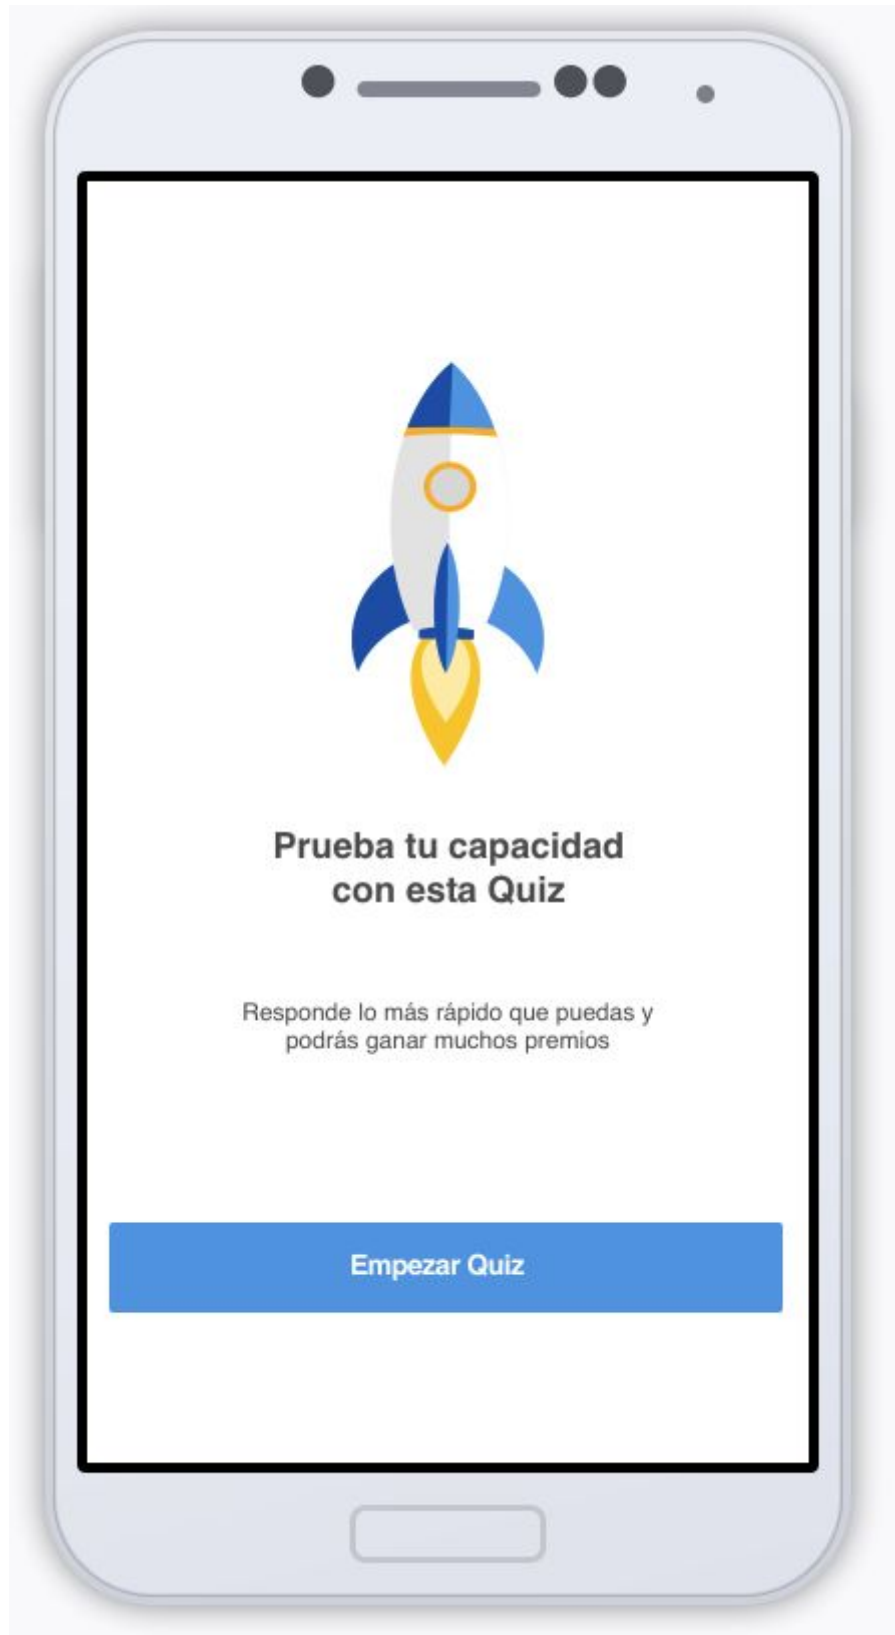 Prueba tu capacidad
con esta Quiz
Responde lo más rápido que puedas y
podrás ganar muchos premios
Empezar Quiz